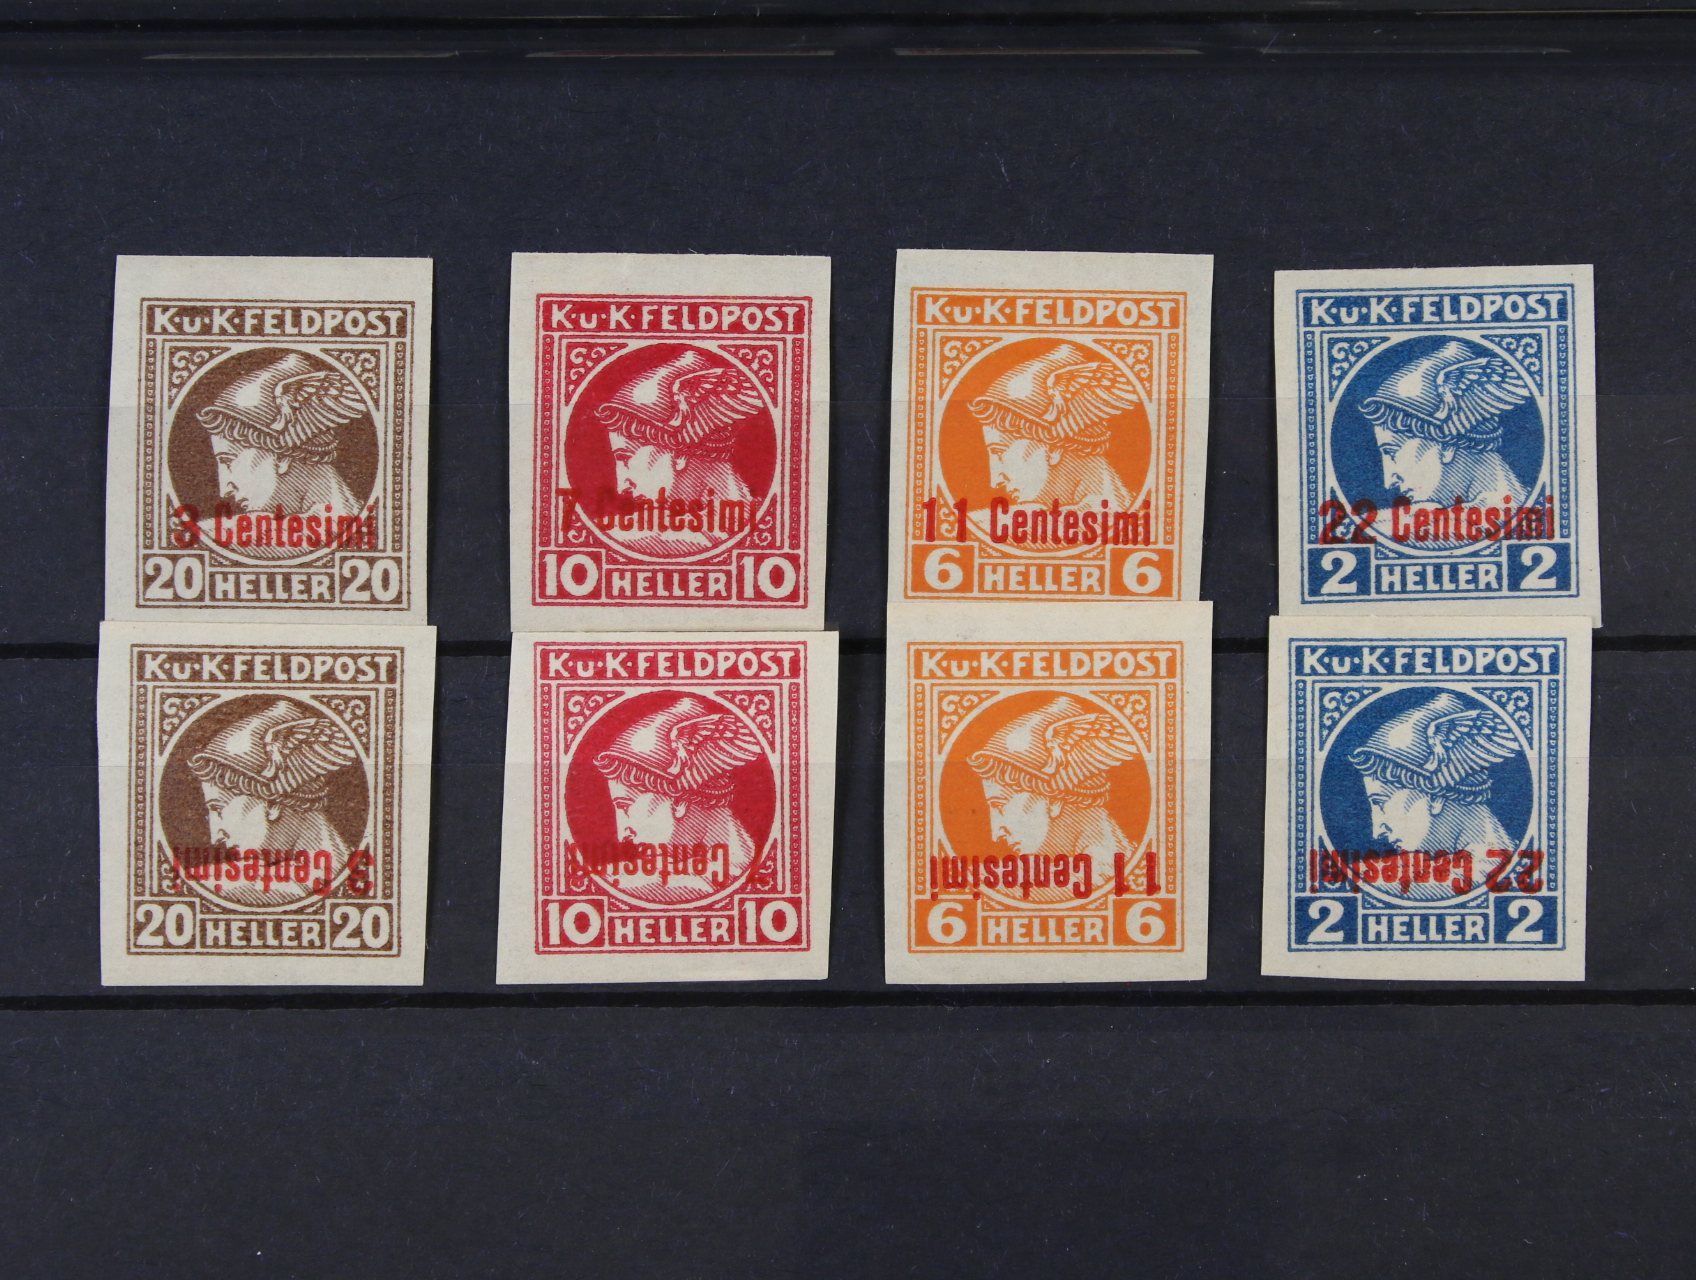 K·u·K·FELDPOST
3 Centesimi
20 HELLER 20
K·u·K·FELDPOST
7 Centesimi
10 HELLER 10
K·u·K·FELDPOST
11 Centesimi
6 HELLER 6
K·u·K·FELDPOST
22 Centesimi
2 HELLER 2
K·u·K·FELDPOST
3 Centesimi
20 HELLER 20
K·u·K·FELDPOST
7 Centesimi
10 HELLER 10
K·u·K·FELDPOST
11 Centesimi
6 HELLER 6
K·u·K·FELDPOST
22 Centesimi
2 HELLER 2